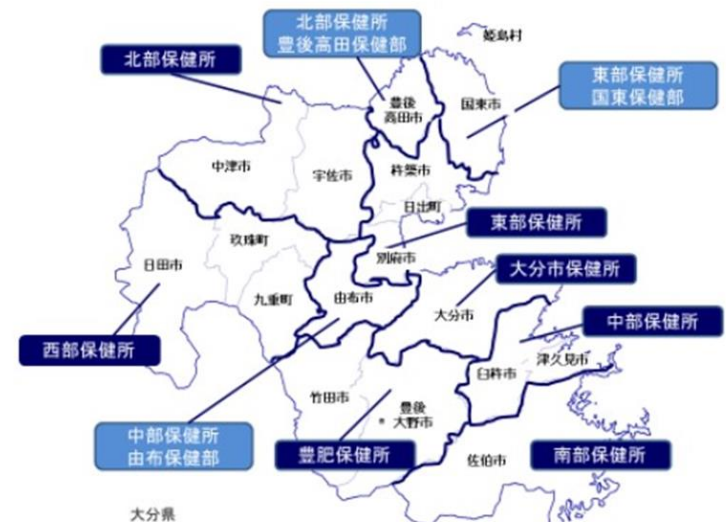 北部保健所
豊後高田保健部
姫島村
北部保健所
東部保健所
国東保健部
豊後
高田市
国東市
中津市
宇佐市
杵築市
日出町
東部保健所
玖珠町
別府市
日田市
大分市保健所
九重町
由布市
大分市
中部保健所
西部保健所
津久見市
臼杵市
竹田市
豊後
大野市
中部保健所
由布保健部
豊肥保健所
佐伯市
南部保健所
大分県